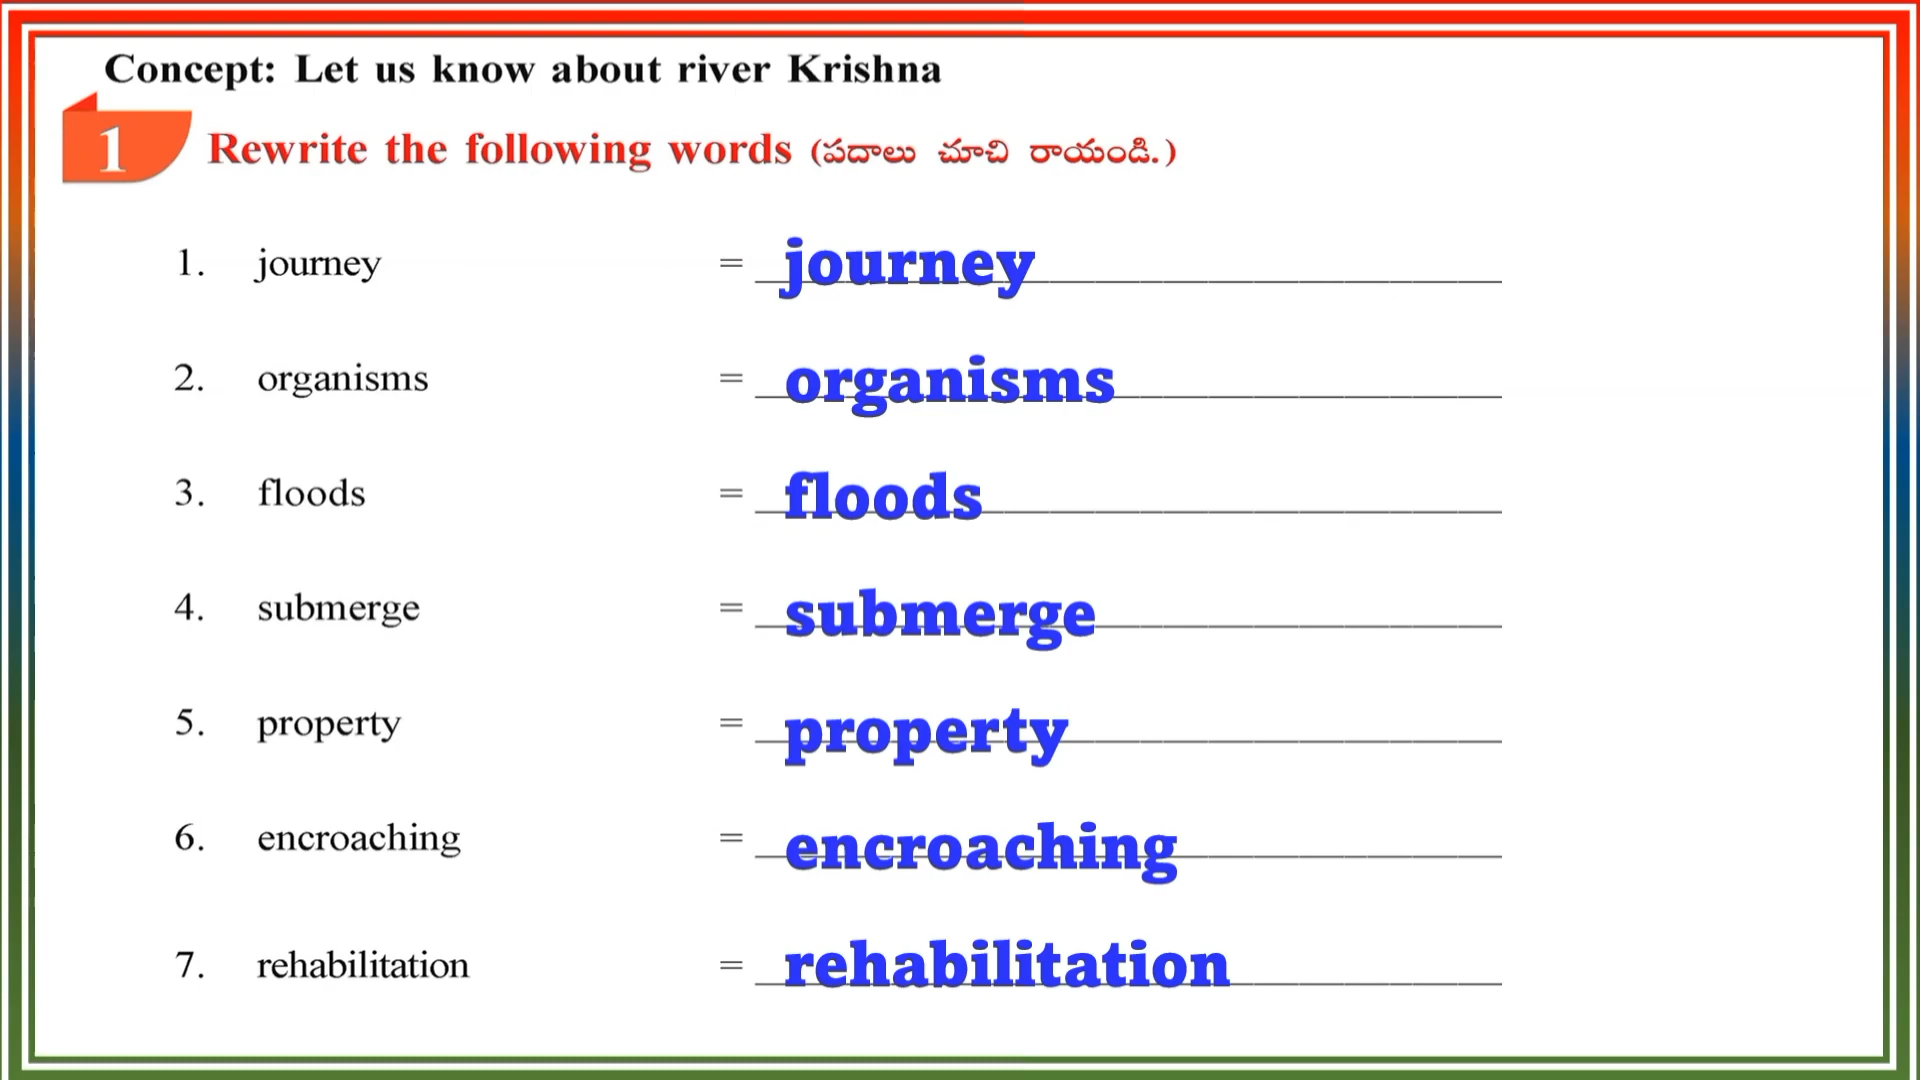 Concept: Let us know about river Krishna
1 Rewrite the following words (పదాలు చూచి రాయండి.)
1. journey = journey
2. organisms = organisms
3. floods = floods
4. submerge = submerge
5. property = property
6. encroaching = encroaching
7. rehabilitation = rehabilitation